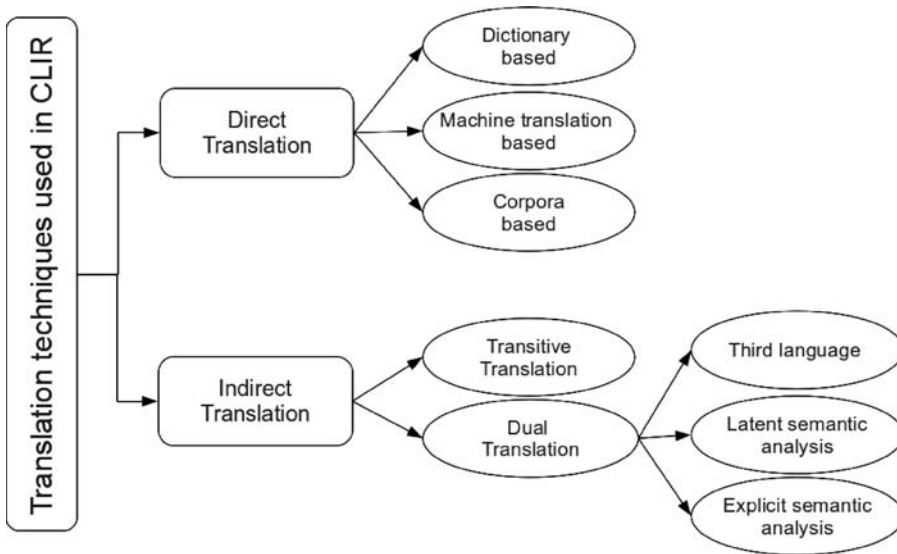 Translation techniques used in CLIR
Direct
Translation
Dictionary
based
Machine translation
based
Corpora
based
Indirect
Translation
Transitive
Translation
Dual
Translation
Third language
Latent semantic
analysis
Explicit semantic
analysis